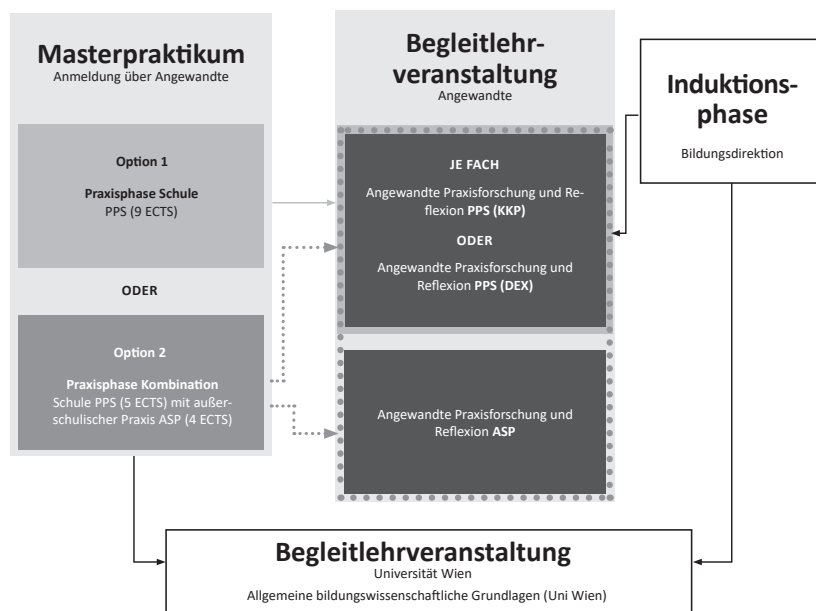 Masterpraktikum
Anmeldung über Angewandte
Option 1
Praxisphase Schule
PPS (9 ECTS)
ODER
Option 2
Praxisphase Kombination
Schule PPS (5 ECTS) mit außer-
schulischer Praxis ASP (4 ECTS)
Begleitlehr-
veranstaltung
Angewandte
JE FACH
Angewandte Praxisforschung und Re-
flexion PPS (KKP)
ODER
Angewandte Praxisforschung und
Reflexion PPS (DEX)
Angewandte Praxisforschung und
Reflexion ASP
Induktions-
phase
Bildungsdirektion
Begleitlehrveranstaltung
Universität Wien
Allgemeine bildungswissenschaftliche Grundlagen (Uni Wien)